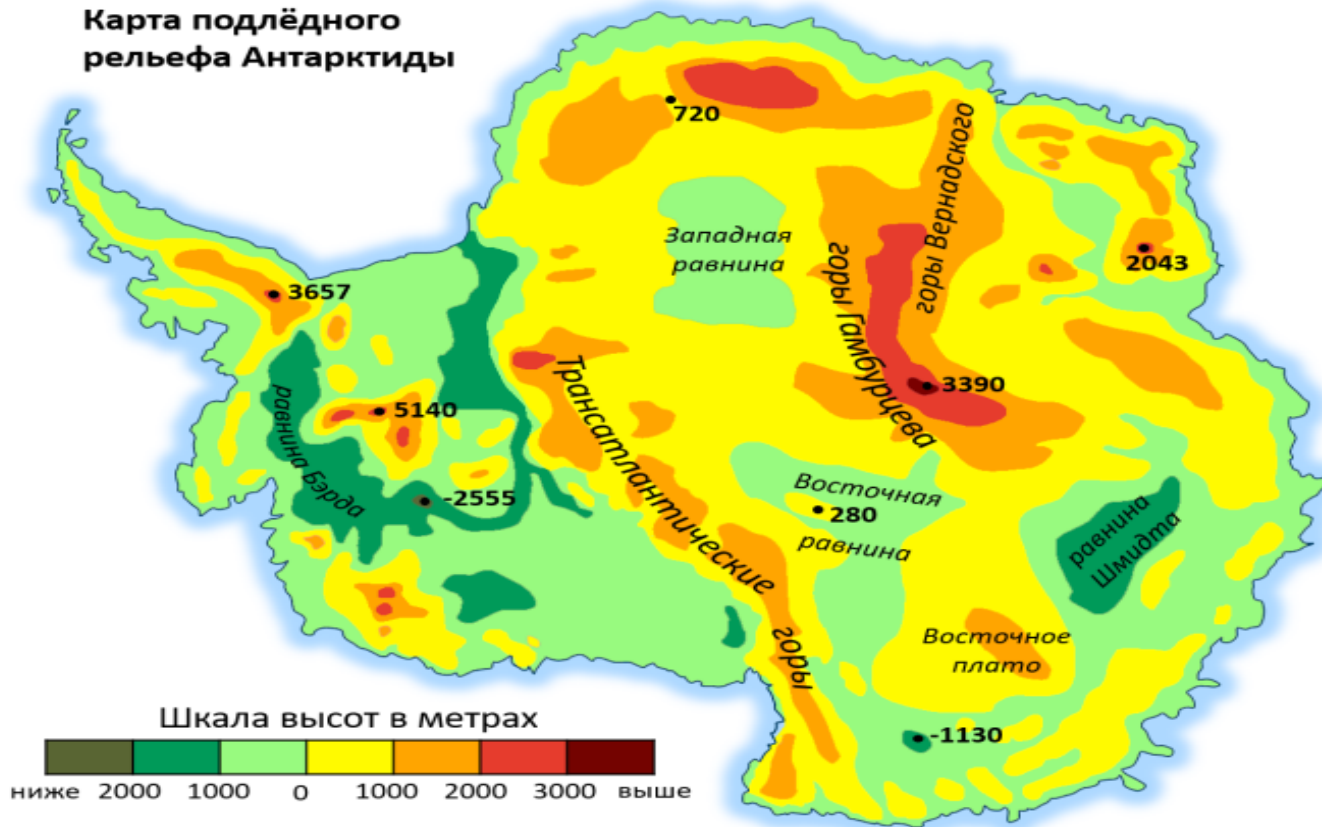 Карта подлёдного
рельефа Антарктиды
720
горы Вернадского
Западная
равнина
2043
3657
горы Гамбурцева
Трансатлантические горы
3390
5140
равнина Бэрда
-2555
Восточная
280
равнина
равнина
Шмидта
Восточное
плато
-1130
Шкала высот в метрах
ниже 2000 1000 0 1000 2000 3000 выше